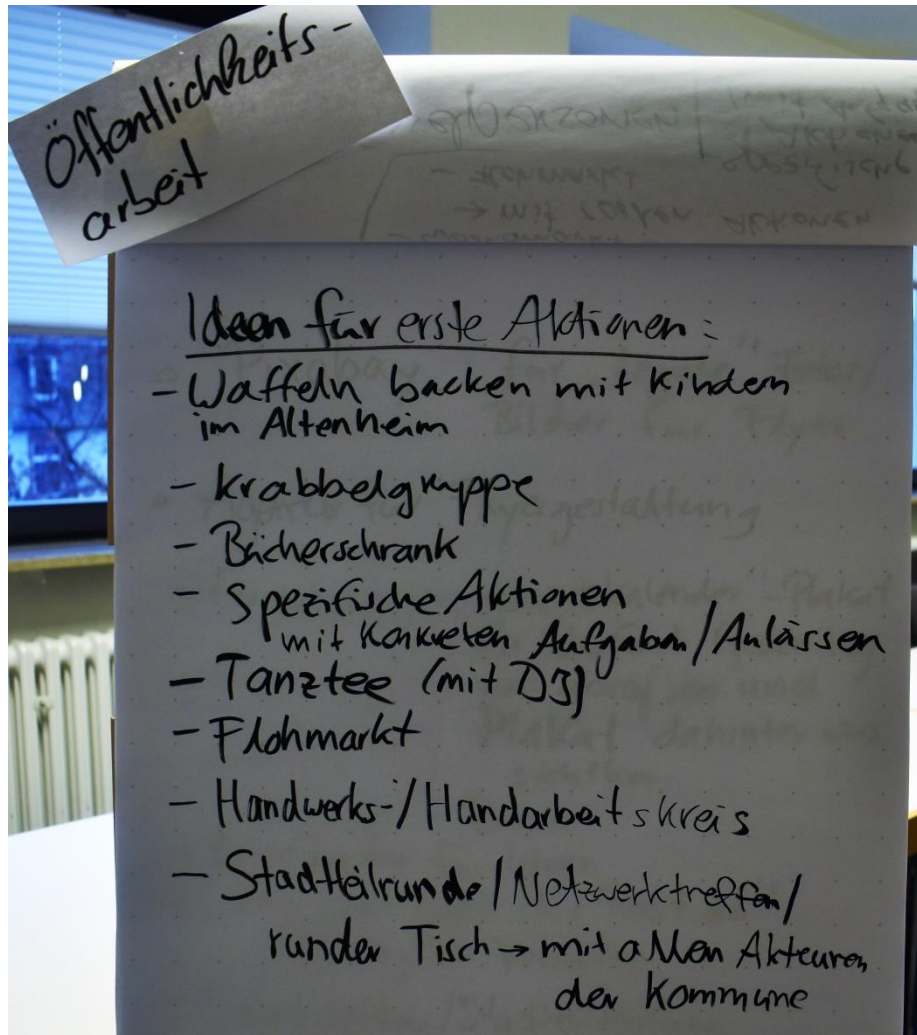 Öffentlichkeits-
arbeit
Ideen für erste Aktionen:
- Waffeln backen mit Kindern
im Altenheim
- Krabbelgruppe
- Bücherschrank
- Spezifische Aktionen
mit Konkreten Aufgaben/Anlässen
- Tanztee (mit DJ)
- Flohmarkt
- Handwerks-/Handarbeitskreis
- Stadtteilrunde/Netzwerktreffen/
runder Tisch → mit allen Akteuren
der Kommune